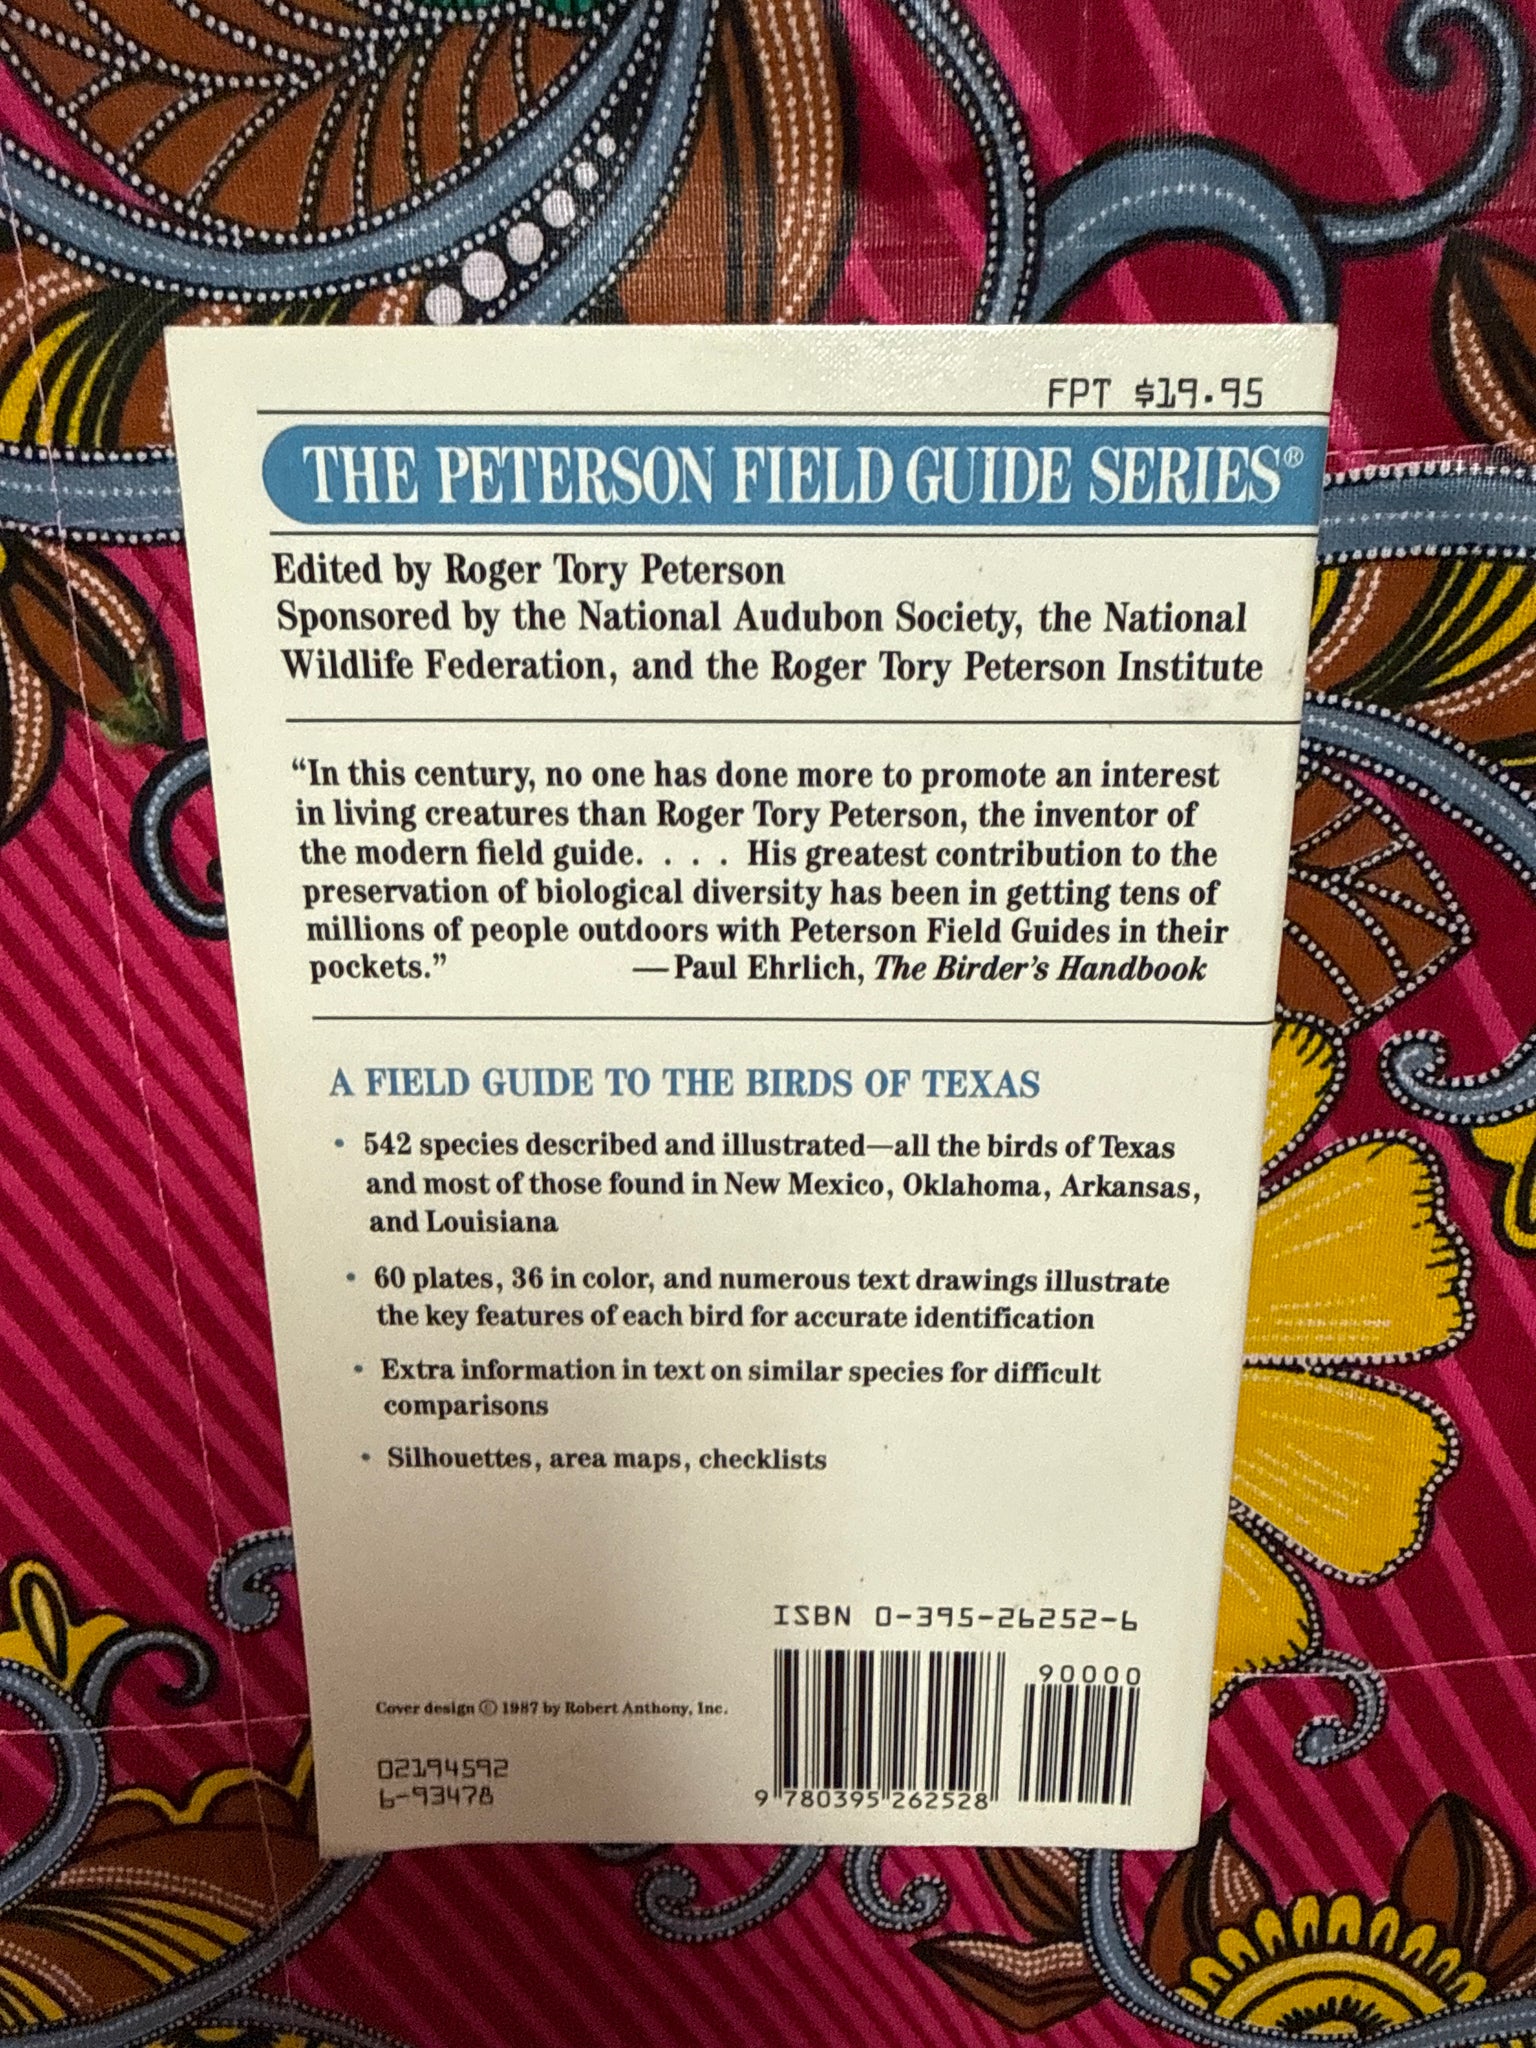 FPT $19.95
THE PETERSON FIELD GUIDE SERIES®
Edited by Roger Tory Peterson
Sponsored by the National Audubon Society, the National
Wildlife Federation, and the Roger Tory Peterson Institute
“In this century, no one has done more to promote an interest
in living creatures than Roger Tory Peterson, the inventor of
the modern field guide. . . . His greatest contribution to the
preservation of biological diversity has been in getting tens of
millions of people outdoors with Peterson Field Guides in their
pockets.” —Paul Ehrlich, The Birder's Handbook
A FIELD GUIDE TO THE BIRDS OF TEXAS
• 542 species described and illustrated—all the birds of Texas
and most of those found in New Mexico, Oklahoma, Arkansas,
and Louisiana
• 60 plates, 36 in color, and numerous text drawings illustrate
the key features of each bird for accurate identification
• Extra information in text on similar species for difficult
comparisons
• Silhouettes, area maps, checklists
ISBN 0-395-26252-6
90000
Cover design © 1987 by Robert Anthony, Inc.
02194592
6-93478
9 780395 262528